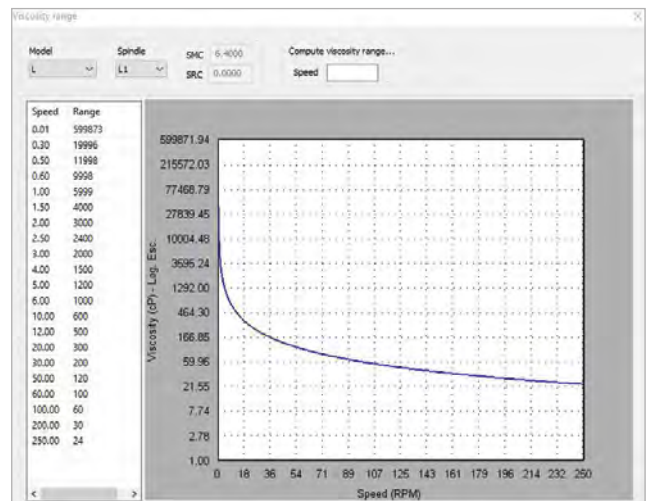 Viscosity range
Model
Spindle
SMC 6.4000
Compute viscosity range...
L
L1
SRC 0.0000
Speed
Speed Range
0.01 599873
0.30 19996
0.50 11998
0.60 9998
1.00 5999
1.50 4000
2.00 3000
2.50 2400
3.00 2000
4.00 1500
5.00 1200
6.00 1000
10.00 600
12.00 500
20.00 300
30.00 200
50.00 120
60.00 100
100.00 60
200.00 30
250.00 24
Viscosity (cP) - Log. Esc.
599871.94
215572.03
77468.79
27839.45
10004.48
3595.24
1292.00
464.30
166.85
59.96
21.55
7.74
2.78
1.00
0 18 36 54 71 89 107 125 143 161 179 196 214 232 250
Speed (RPM)